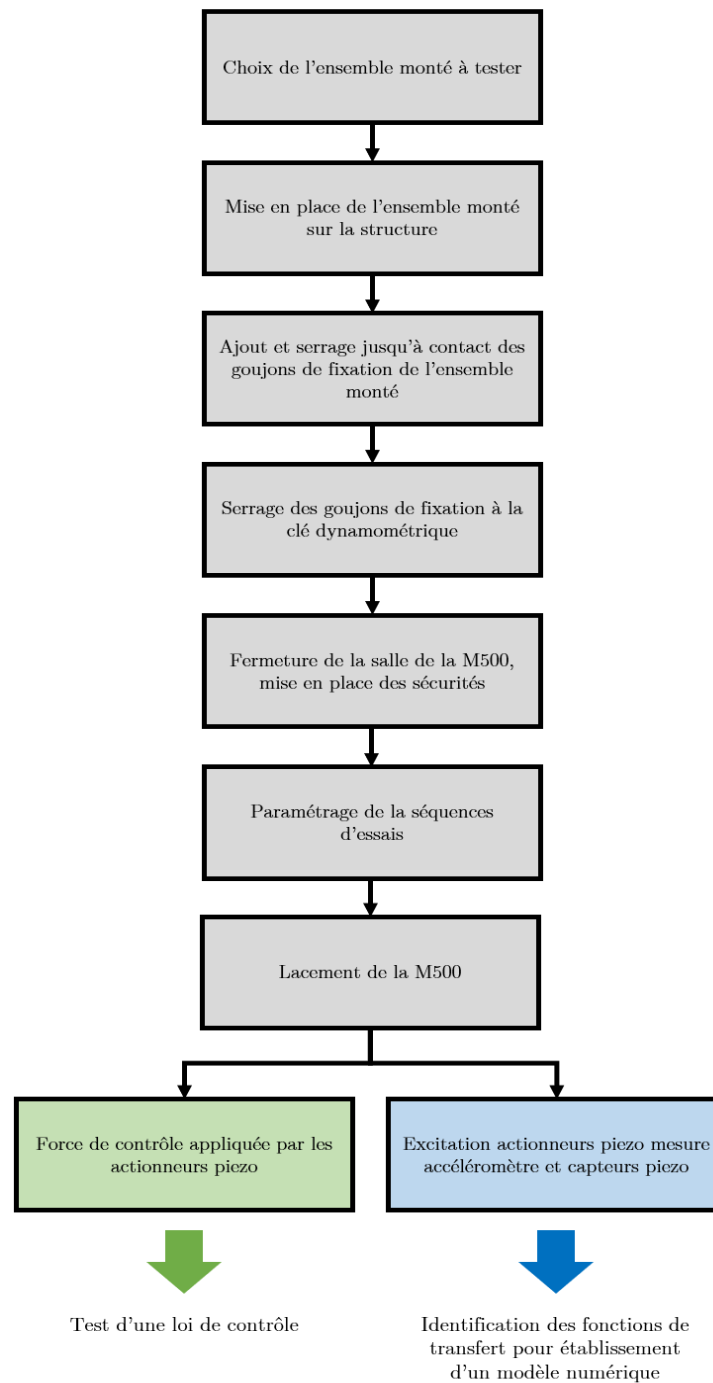 Choix de l'ensemble monté à tester
Mise en place de l'ensemble monté
sur la structure
Ajout et serrage jusqu'à contact des
goujons de fixation de l'ensemble
monté
Serrage des goujons de fixation à la
clé dynamométrique
Fermeture de la salle de la M500,
mise en place des sécurités
Paramétrage de la séquences
d'essais
Lacement de la M500
Force de contrôle appliquée par les
actionneurs piezo
Excitation actionneurs piezo mesure
accéléromètre et capteurs piezo
Test d'une loi de contrôle
Identification des fonctions de
transfert pour établissement
d'un modèle numérique